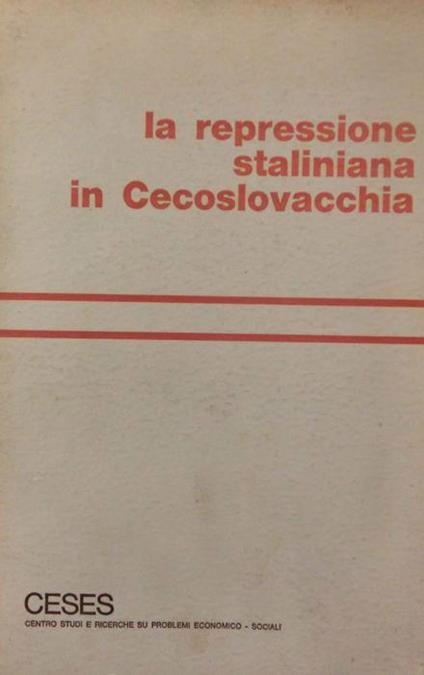 la repressione
staliniana
in Cecoslovacchia
CESES
CENTRO STUDI E RICERCHE SU PROBLEMI ECONOMICO - SOCIALI